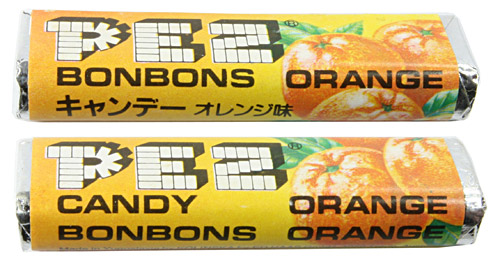 PEZ®
BONBONS ORANGE
キャンデー オレンジ味
PEZ®
CANDY ORANGE
BONBONS ORANGE